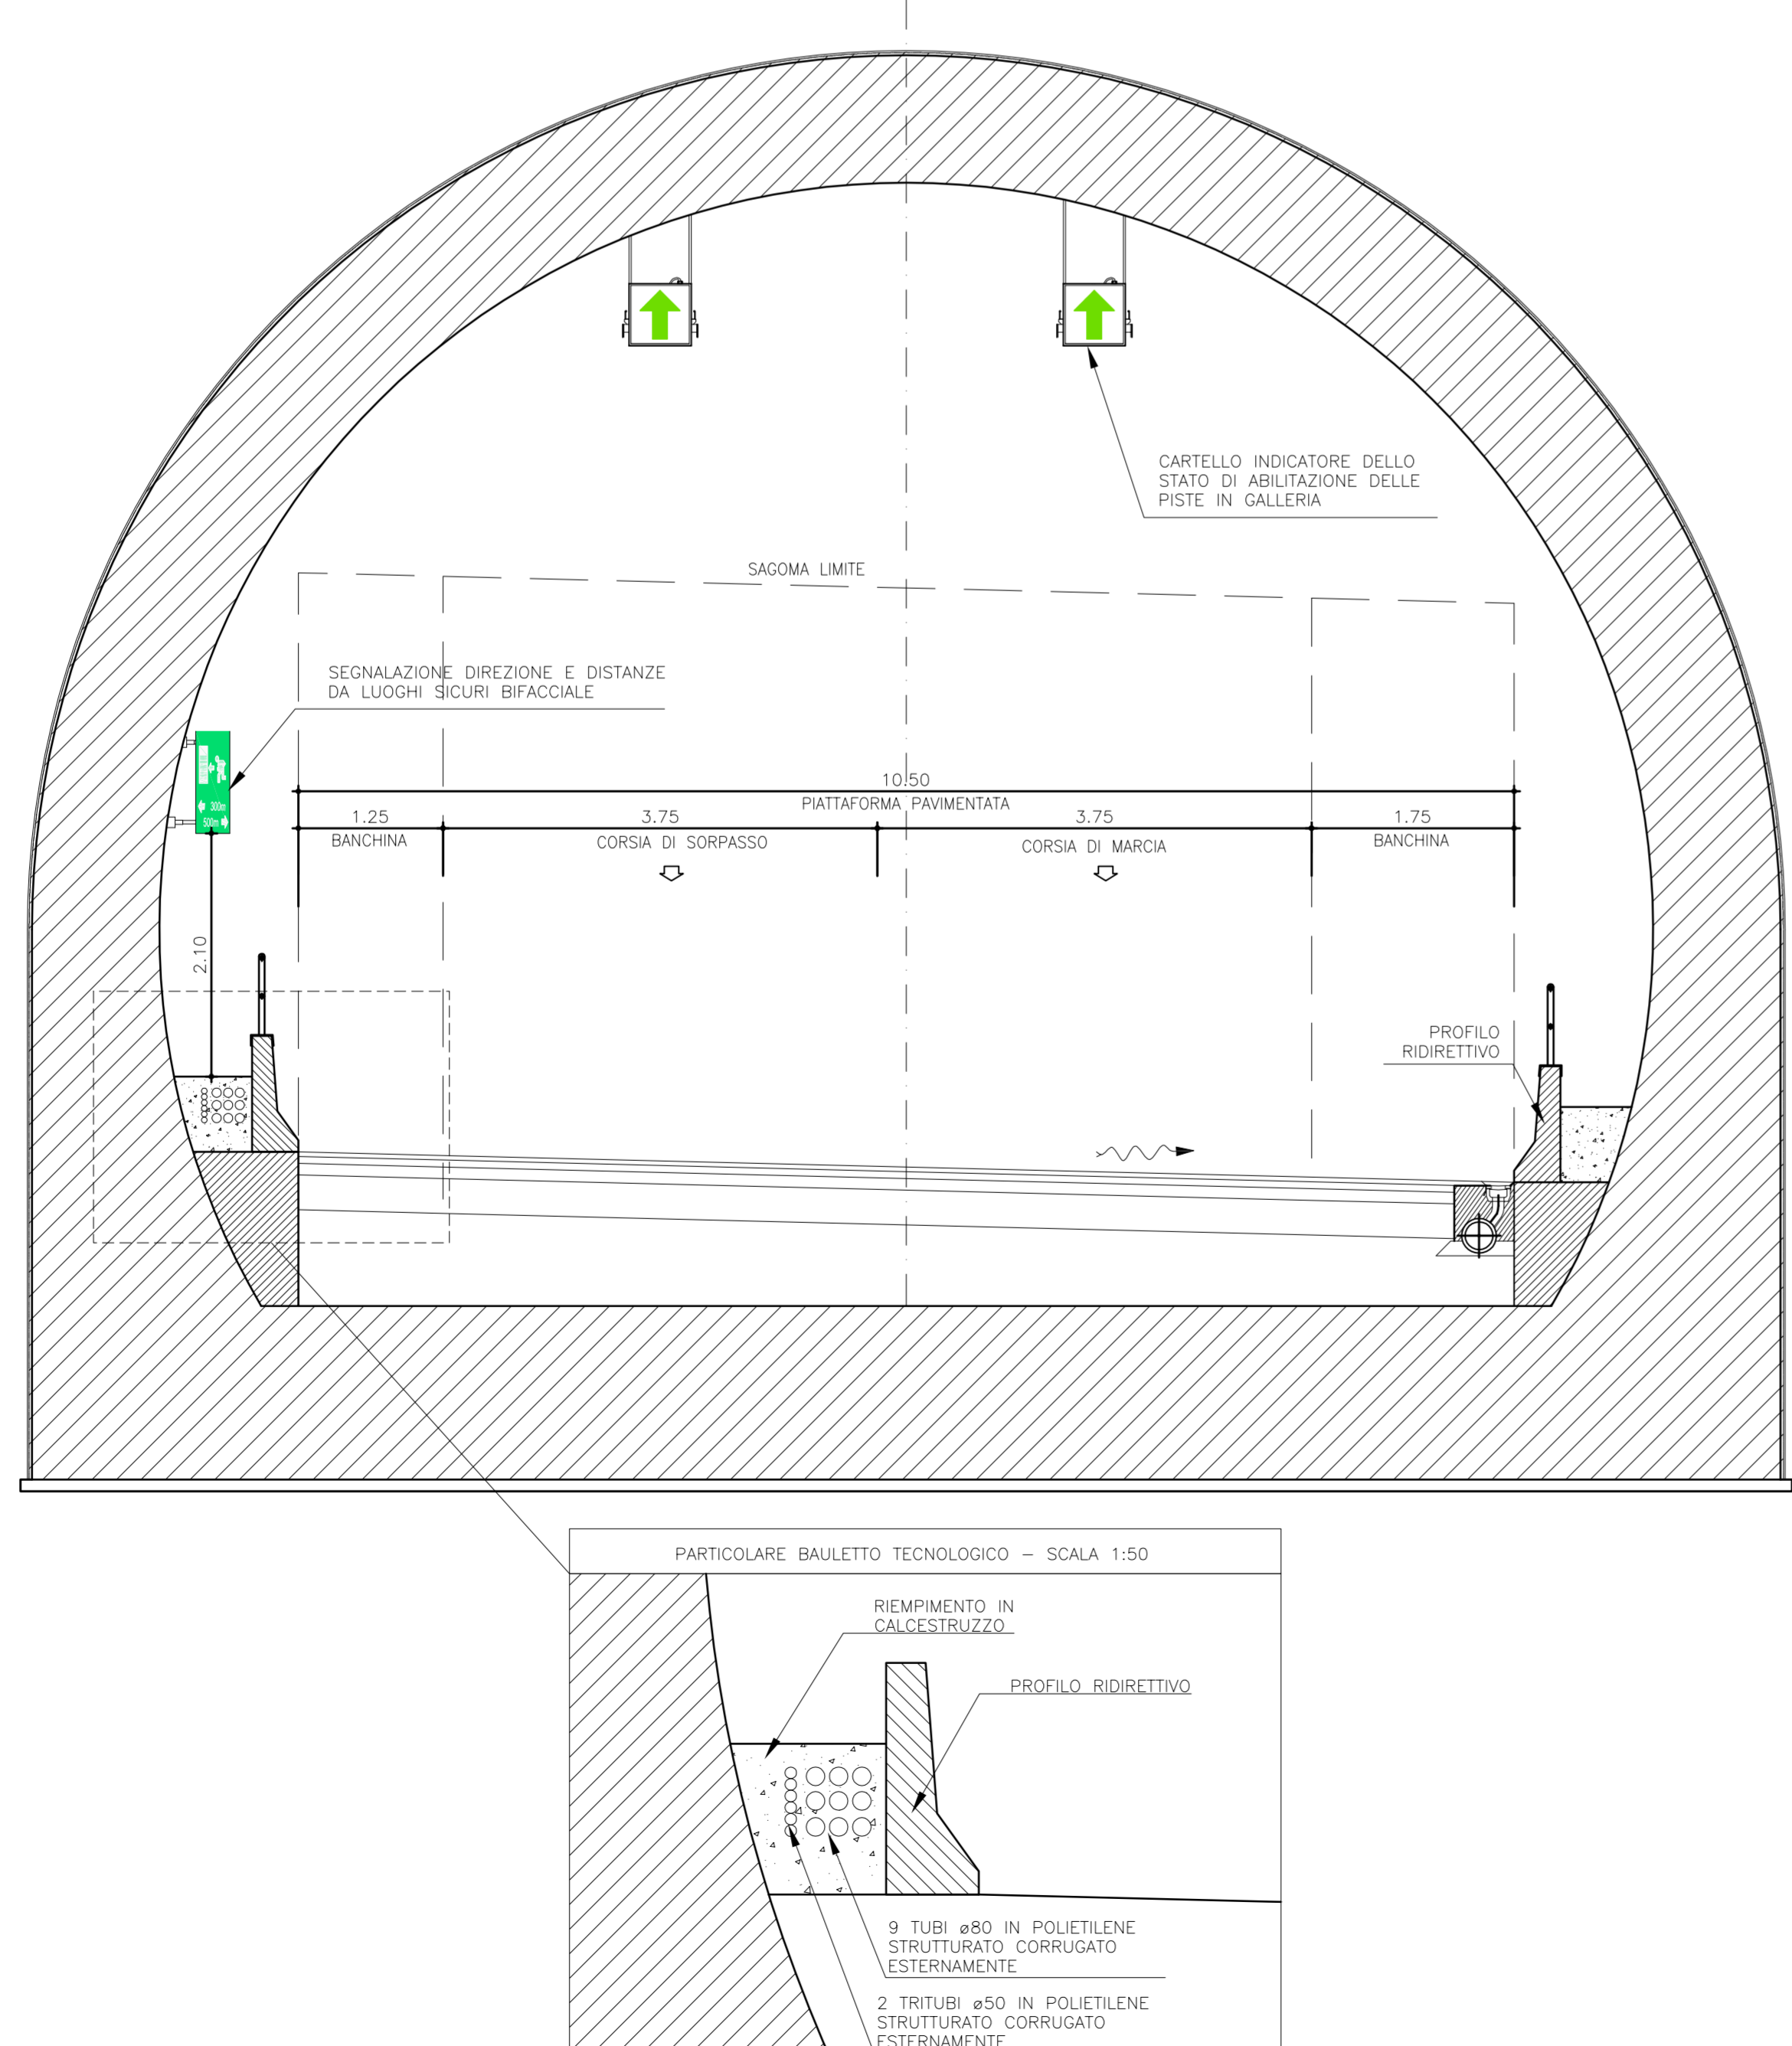 CARTELLO INDICATORE DELLO
STATO DI ABILITAZIONE DELLE
PISTE IN GALLERIA
SAGOMA LIMITE
SEGNALAZIONE DIREZIONE E DISTANZE
DA LUOGHI SICURI BIFACCIALE
300m
500m
10.50
PIATTAFORMA PAVIMENTATA
1.25
BANCHINA
3.75
CORSIA DI SORPASSO
3.75
CORSIA DI MARCIA
1.75
BANCHINA
2.10
PROFILO
RIDIRETTIVO
PARTICOLARE BAULETTO TECNOLOGICO – SCALA 1:50
RIEMPIMENTO IN
CALCESTRUZZO
PROFILO RIDIRETTIVO
9 TUBI ø80 IN POLIETILENE
STRUTTURATO CORRUGATO
ESTERNAMENTE
2 TRITUBI ø50 IN POLIETILENE
STRUTTURATO CORRUGATO
ESTERNAMENTE